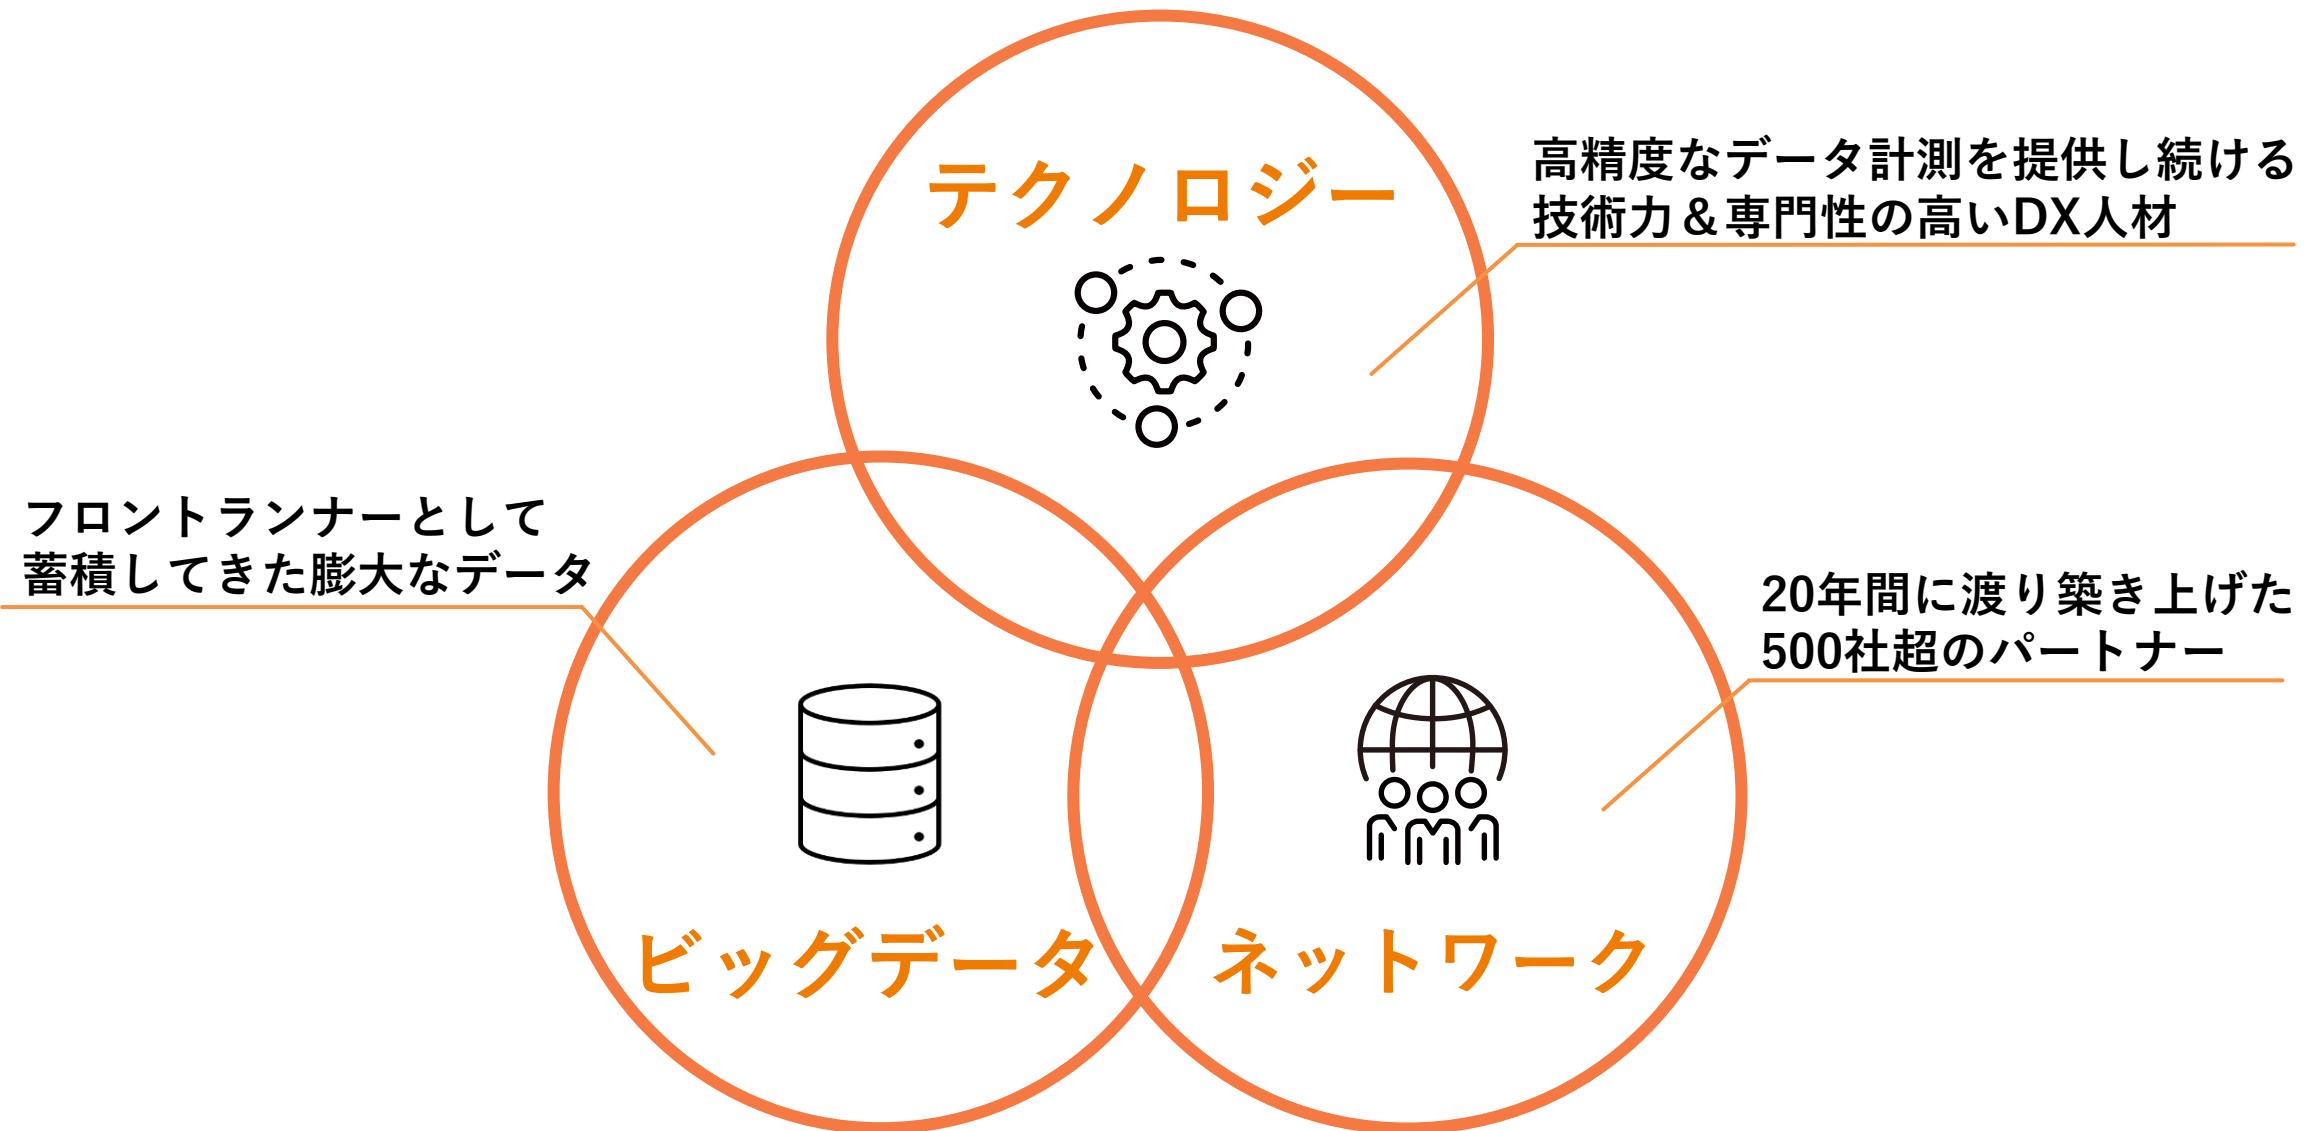 テクノロジー
高精度なデータ計測を提供し続ける
技術力＆専門性の高いDX人材
フロントランナーとして
蓄積してきた膨大なデータ
20年間に渡り築き上げた
500社超のパートナー
ビッグデータ
ネットワーク